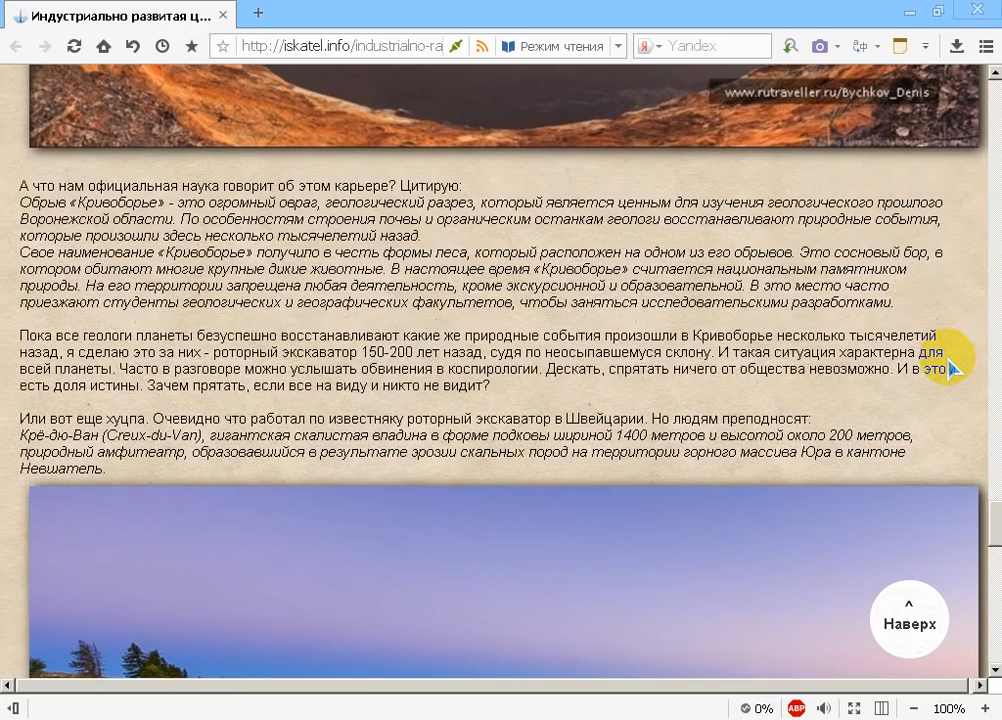 Индустриально развитая ц...
http://iskatel.info/industrialno-ra
Режим чтения
Я
Yandex
www.rutraveller.ru/Bychkov_Denis
А что нам официальная наука говорит об этом карьере? Цитирую:
Обрыв «Кривоборье» - это огромный овраг, геологический разрез, который является ценным для изучения геологического прошлого
Воронежской области. По особенностям строения почвы и органическим останкам геологи восстанавливают природные события,
которые произошли здесь несколько тысячелетий назад.
Свое наименование «Кривоборье» получило в честь формы леса, который расположен на одном из его обрывов. Это сосновый бор, в
котором обитают многие крупные дикие животные. В настоящее время «Кривоборье» считается национальным памятником
природы. На его территории запрещена любая деятельность, кроме экскурсионной и образовательной. В это место часто
приезжают студенты геологических и географических факультетов, чтобы заняться исследовательскими разработками.
Пока все геологи планеты безуспешно восстанавливают какие же природные события произошли в Кривоборье несколько тысячелетий
назад, я сделаю это за них - роторный экскаватор 150-200 лет назад, судя по неосыпавшемуся склону. И такая ситуация характерна для
всей планеты. Часто в разговоре можно услышать обвинения в коспирологии. Дескать, спрятать ничего от общества невозможно. И в это
есть доля истины. Зачем прятать, если все на виду и никто не видит?
Или вот еще хуцпа. Очевидно что работал по известняку роторный экскаватор в Швейцарии. Но людям преподносят:
Крё-дю-Ван (Creux-du-Van), гигантская скалистая впадина в форме подковы шириной 1400 метров и высотой около 200 метров,
природный амфитеатр, образовавшийся в результате эрозии скальных пород на территории горного массива Юра в кантоне
Невшатель.
^
Наверх
0%
ABP
100%